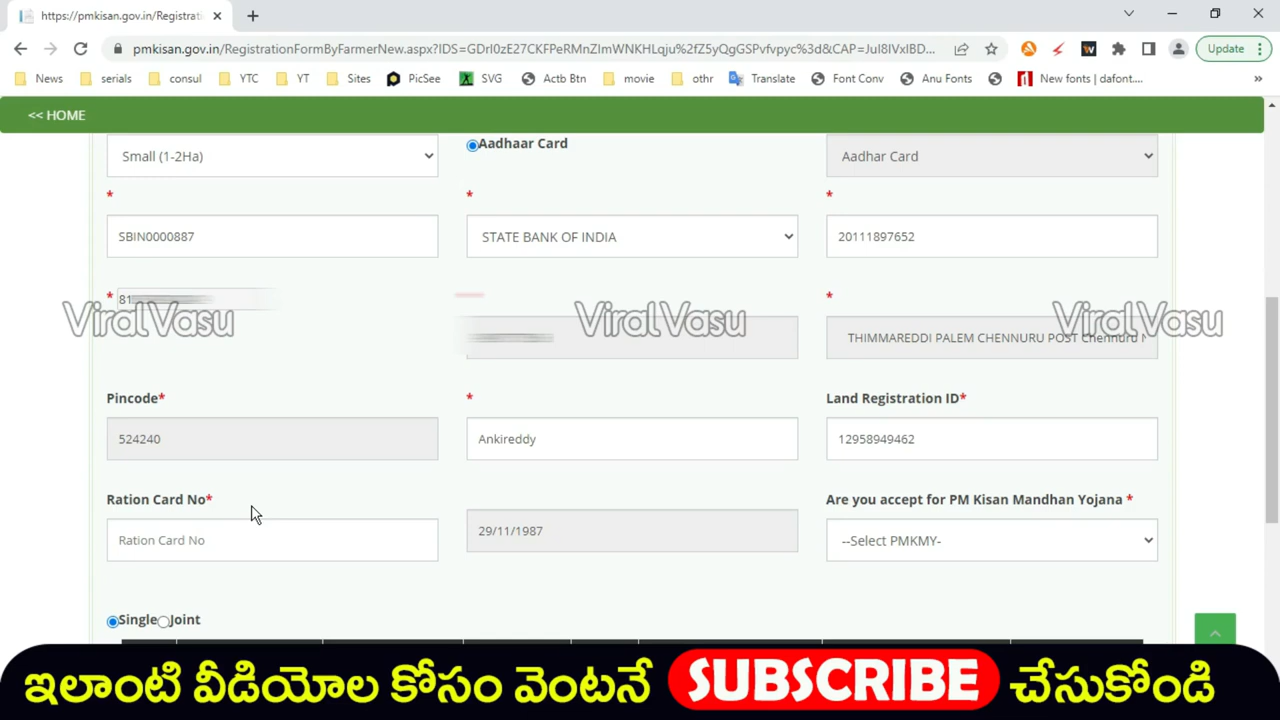 https://pmkisan.gov.in/Registrati
pmkisan.gov.in/RegistrationFormByFarmerNew.aspx?IDS=GDrI0zE27CKFPeRMnZImWNKHLqju%2fZ5yQgGSPvfvpyc%3d&CAP=JuI8IVxIBD...
Update
News serials consul YTC YT Sites PicSee SVG Actb Btn movie othr Translate Font Conv Anu Fonts New fonts | dafont.... »
<< HOME
Small (1-2Ha) Aadhaar Card Aadhar Card
* * *
SBIN0000887 STATE BANK OF INDIA 20111897652
* 81 *
ViralVasu ViralVasu ViralVasu
THIMMAREDDI PALEM CHENNURU POST Chennuru
Pincode* * Land Registration ID*
524240 Ankireddy 12958949462
Ration Card No* Are you accept for PM Kisan Mandhan Yojana *
Ration Card No 29/11/1987 --Select PMKMY-
Single Joint
ఇలాంటి వీడియోల కోసం వెంటనే SUBSCRIBE చేసుకోండి